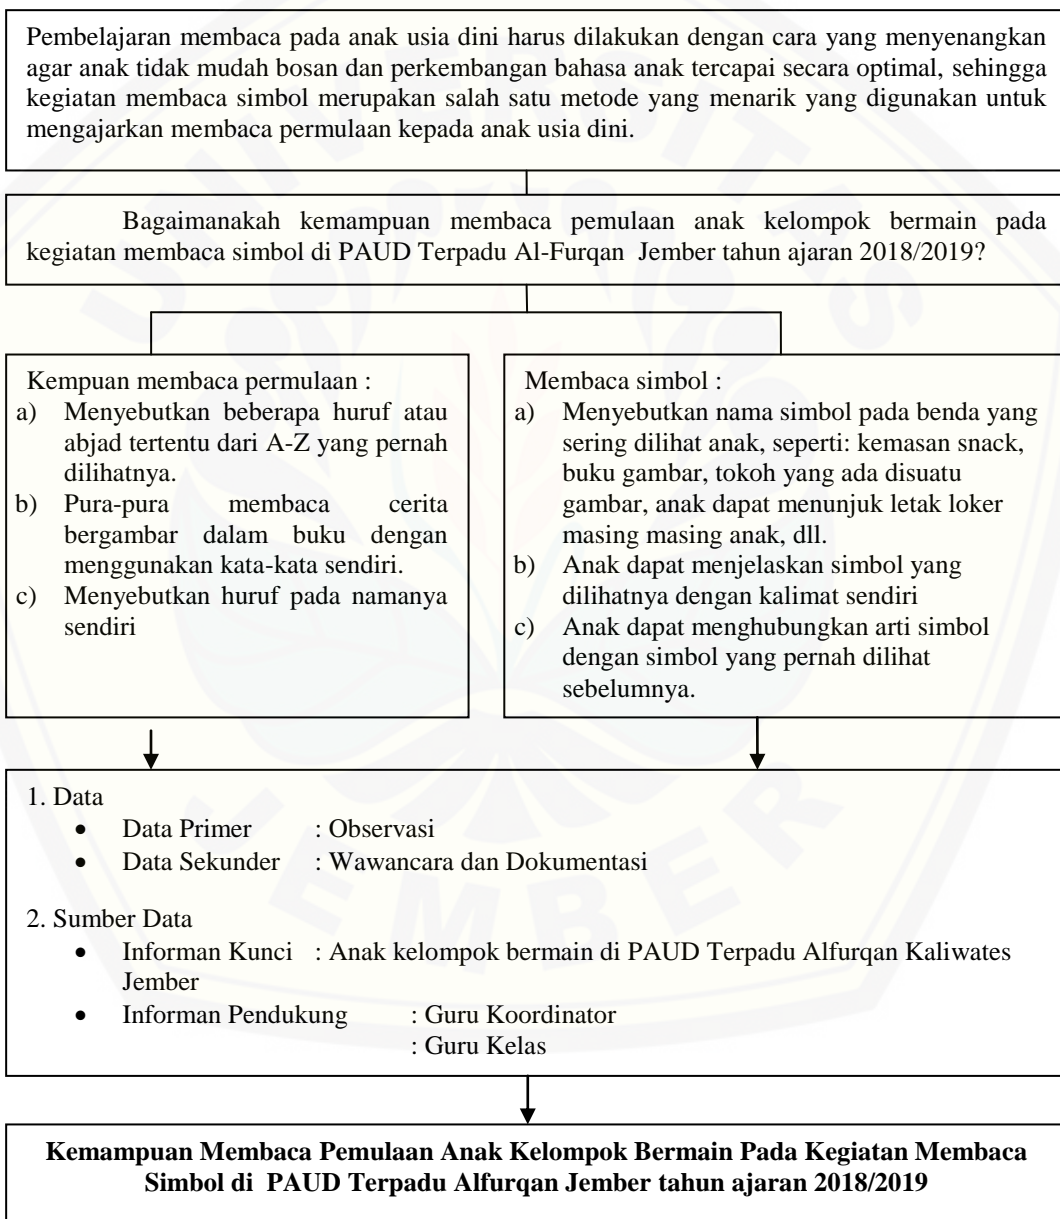 Pembelajaran membaca pada anak usia dini harus dilakukan dengan cara yang menyenangkan
agar anak tidak mudah bosan dan perkembangan bahasa anak tercapai secara optimal, sehingga
kegiatan membaca simbol merupakan salah satu metode yang menarik yang digunakan untuk
mengajarkan membaca permulaan kepada anak usia dini.
Bagaimanakah kemampuan membaca pemulaan anak kelompok bermain pada
kegiatan membaca simbol di PAUD Terpadu Al-Furqan Jember tahun ajaran 2018/2019?
Kempuan membaca permulaan :
a) Menyebutkan beberapa huruf atau
abjad tertentu dari A-Z yang pernah
dilihatnya.
b) Pura-pura membaca cerita
bergambar dalam buku dengan
menggunakan kata-kata sendiri.
c) Menyebutkan huruf pada namanya
sendiri
Membaca simbol :
a) Menyebutkan nama simbol pada benda yang
sering dilihat anak, seperti: kemasan snack,
buku gambar, tokoh yang ada disuatu
gambar, anak dapat menunjuk letak loker
masing masing anak, dll.
b) Anak dapat menjelaskan simbol yang
dilihatnya dengan kalimat sendiri
c) Anak dapat menghubungkan arti simbol
dengan simbol yang pernah dilihat
sebelumnya.
1. Data
• Data Primer : Observasi
• Data Sekunder : Wawancara dan Dokumentasi
2. Sumber Data
• Informan Kunci : Anak kelompok bermain di PAUD Terpadu Alfurqan Kaliwates
Jember
• Informan Pendukung : Guru Koordinator
: Guru Kelas
Kemampuan Membaca Pemulaan Anak Kelompok Bermain Pada Kegiatan Membaca
Simbol di PAUD Terpadu Alfurqan Jember tahun ajaran 2018/2019
UNIVERSITAS
JEMBER